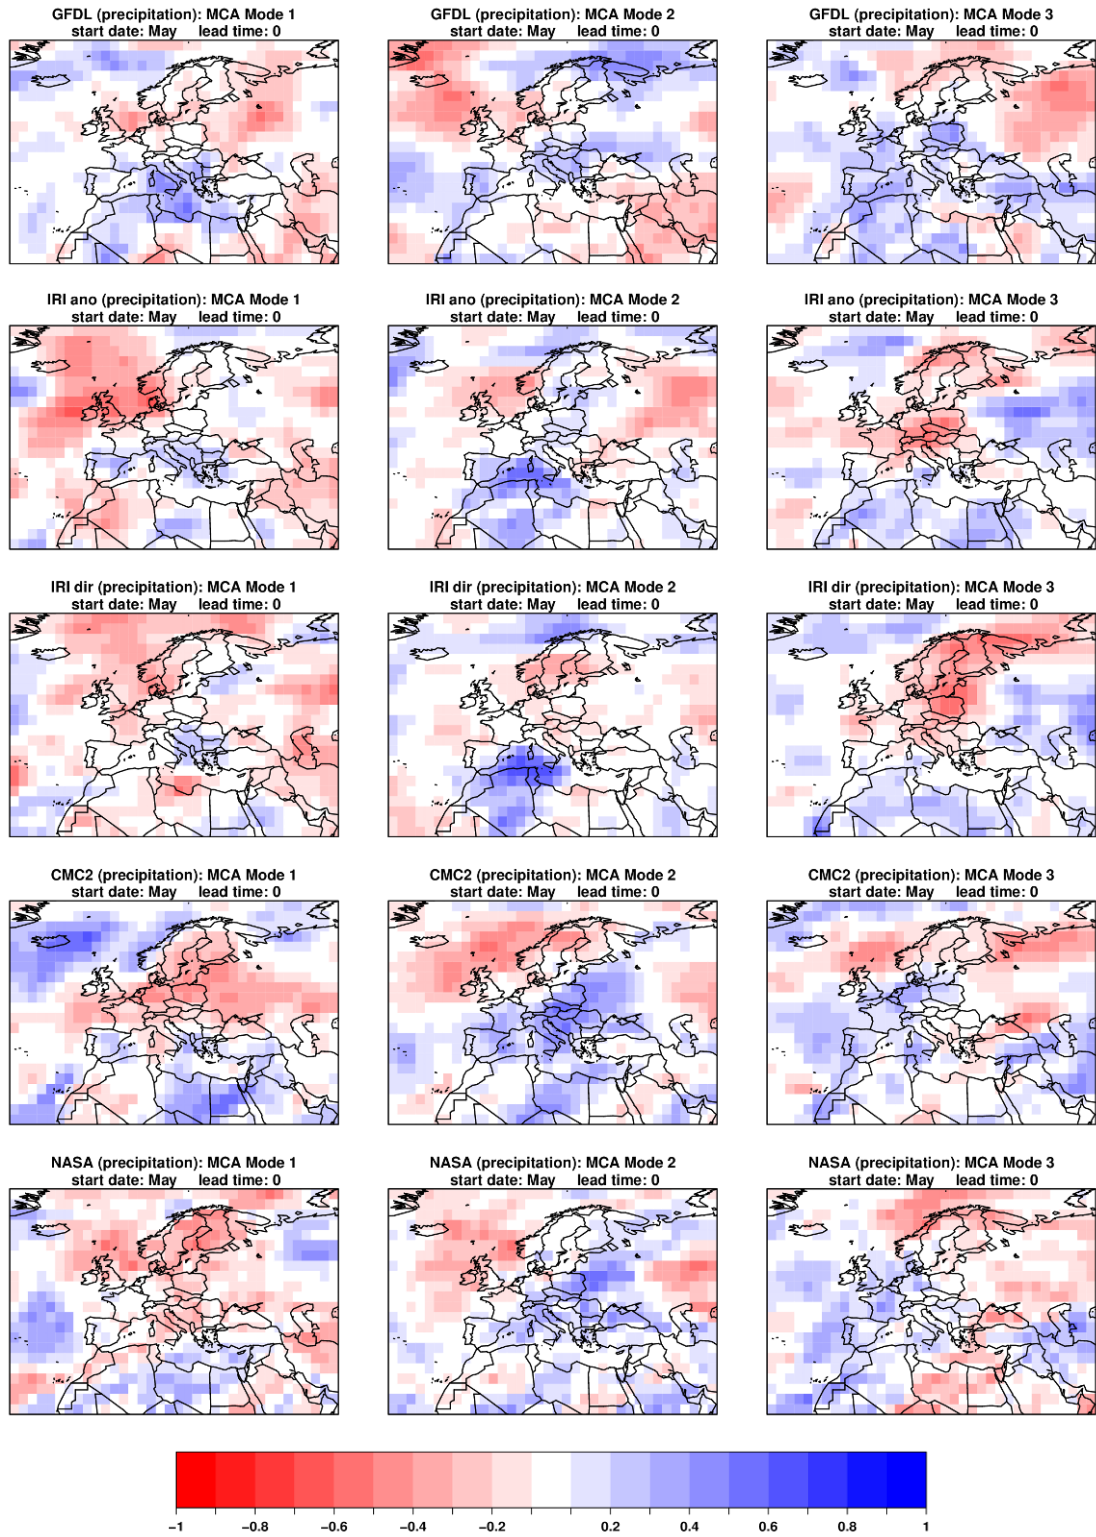 GFDL (precipitation): MCA Mode 1
start date: May lead time: 0
GFDL (precipitation): MCA Mode 2
start date: May lead time: 0
GFDL (precipitation): MCA Mode 3
start date: May lead time: 0
IRI ano (precipitation): MCA Mode 1
start date: May lead time: 0
IRI ano (precipitation): MCA Mode 2
start date: May lead time: 0
IRI ano (precipitation): MCA Mode 3
start date: May lead time: 0
IRI dir (precipitation): MCA Mode 1
start date: May lead time: 0
IRI dir (precipitation): MCA Mode 2
start date: May lead time: 0
IRI dir (precipitation): MCA Mode 3
start date: May lead time: 0
CMC2 (precipitation): MCA Mode 1
start date: May lead time: 0
CMC2 (precipitation): MCA Mode 2
start date: May lead time: 0
CMC2 (precipitation): MCA Mode 3
start date: May lead time: 0
NASA (precipitation): MCA Mode 1
start date: May lead time: 0
NASA (precipitation): MCA Mode 2
start date: May lead time: 0
NASA (precipitation): MCA Mode 3
start date: May lead time: 0
−1 −0.8 −0.6 −0.4 −0.2 0 0.2 0.4 0.6 0.8 1